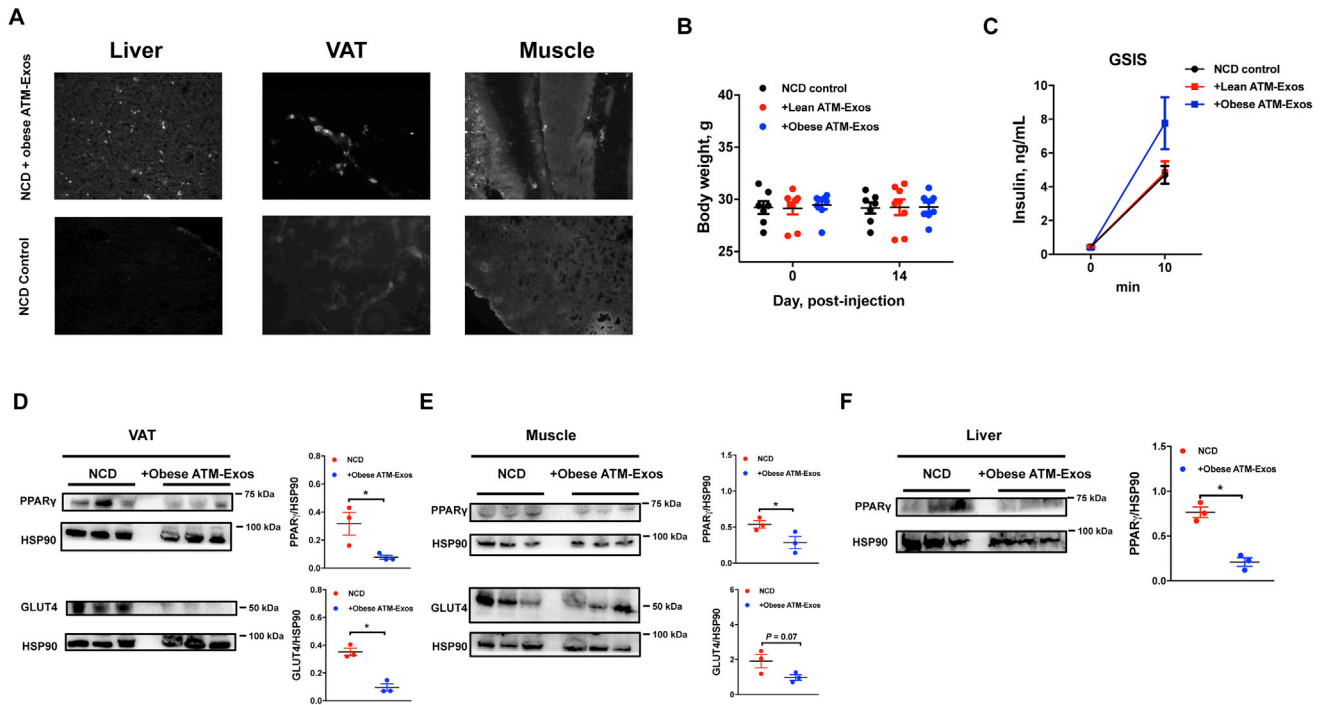 A
Liver
VAT
Muscle
NCD + obese ATM-Exos
NCD Control
B
NCD control
+Lean ATM-Exos
+Obese ATM-Exos
Body weight, g
40
35
30
25
0
14
Day, post-injection
C
GSIS
NCD control
+Lean ATM-Exos
+Obese ATM-Exos
Insulin, ng/mL
10
8
6
4
2
0
0
10
min
D
VAT
NCD
+Obese ATM-Exos
PPARγ
75 kDa
HSP90
100 kDa
GLUT4
50 kDa
HSP90
100 kDa
NCD
+Obese ATM-Exos
PPARγ/HSP90
0.8
0.6
0.4
0.2
0.0
*
NCD
+Obese ATM-Exos
GLUT4/HSP90
0.8
0.6
0.4
0.2
0.0
*
E
Muscle
NCD
+Obese ATM-Exos
PPARγ
75 kDa
HSP90
100 kDa
GLUT4
50 kDa
HSP90
100 kDa
NCD
+Obese ATM-Exos
PPARγ/HSP90
1.5
1.0
0.5
0.0
*
NCD
+Obese ATM-Exos
GLUT4/HSP90
6
4
2
0
P = 0.07
F
Liver
NCD
+Obese ATM-Exos
PPARγ
75 kDa
HSP90
100 kDa
NCD
+Obese ATM-Exos
PPARγ/HSP90
1.5
1.0
0.5
0.0
*